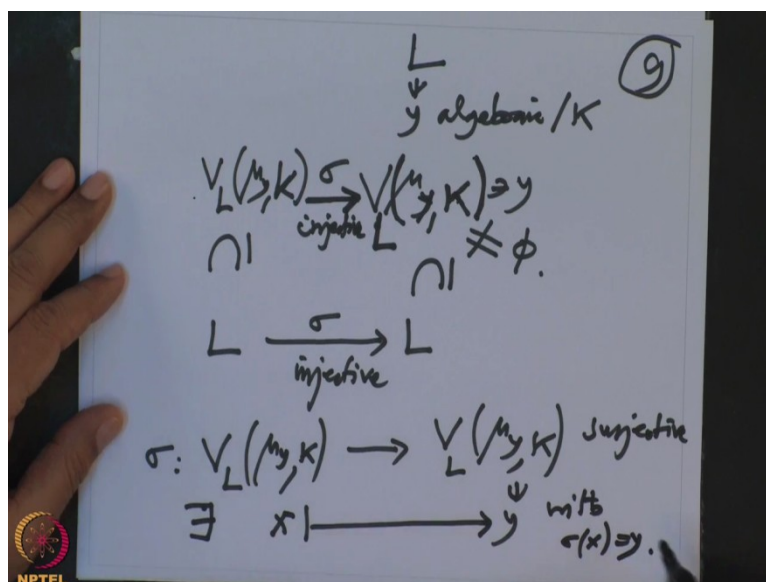 L
9
ψ
y algebraic/K
V_L(μ_y, K) →^σ V_L(μ_y, K) ∋ y
injective
≠ φ.
∩| ∩|
L →^σ L
injective
σ: V_L(μ_y, K) → V_L(μ_y, K) surjective
ψ
∃ x ↦ y with
σ(x) = y.
NPTEL